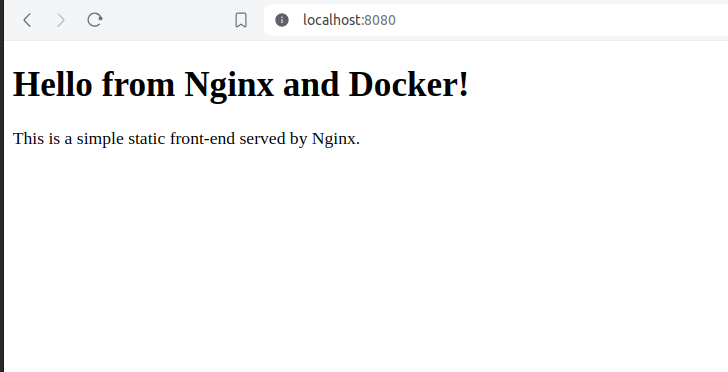 localhost:8080
Hello from Nginx and Docker!
This is a simple static front-end served by Nginx.